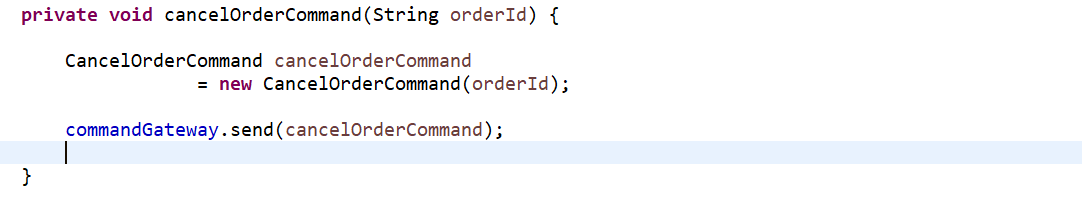 private void cancelOrderCommand(String orderId) {
CancelOrderCommand cancelOrderCommand
= new CancelOrderCommand(orderId);
commandGateway.send(cancelOrderCommand);
}